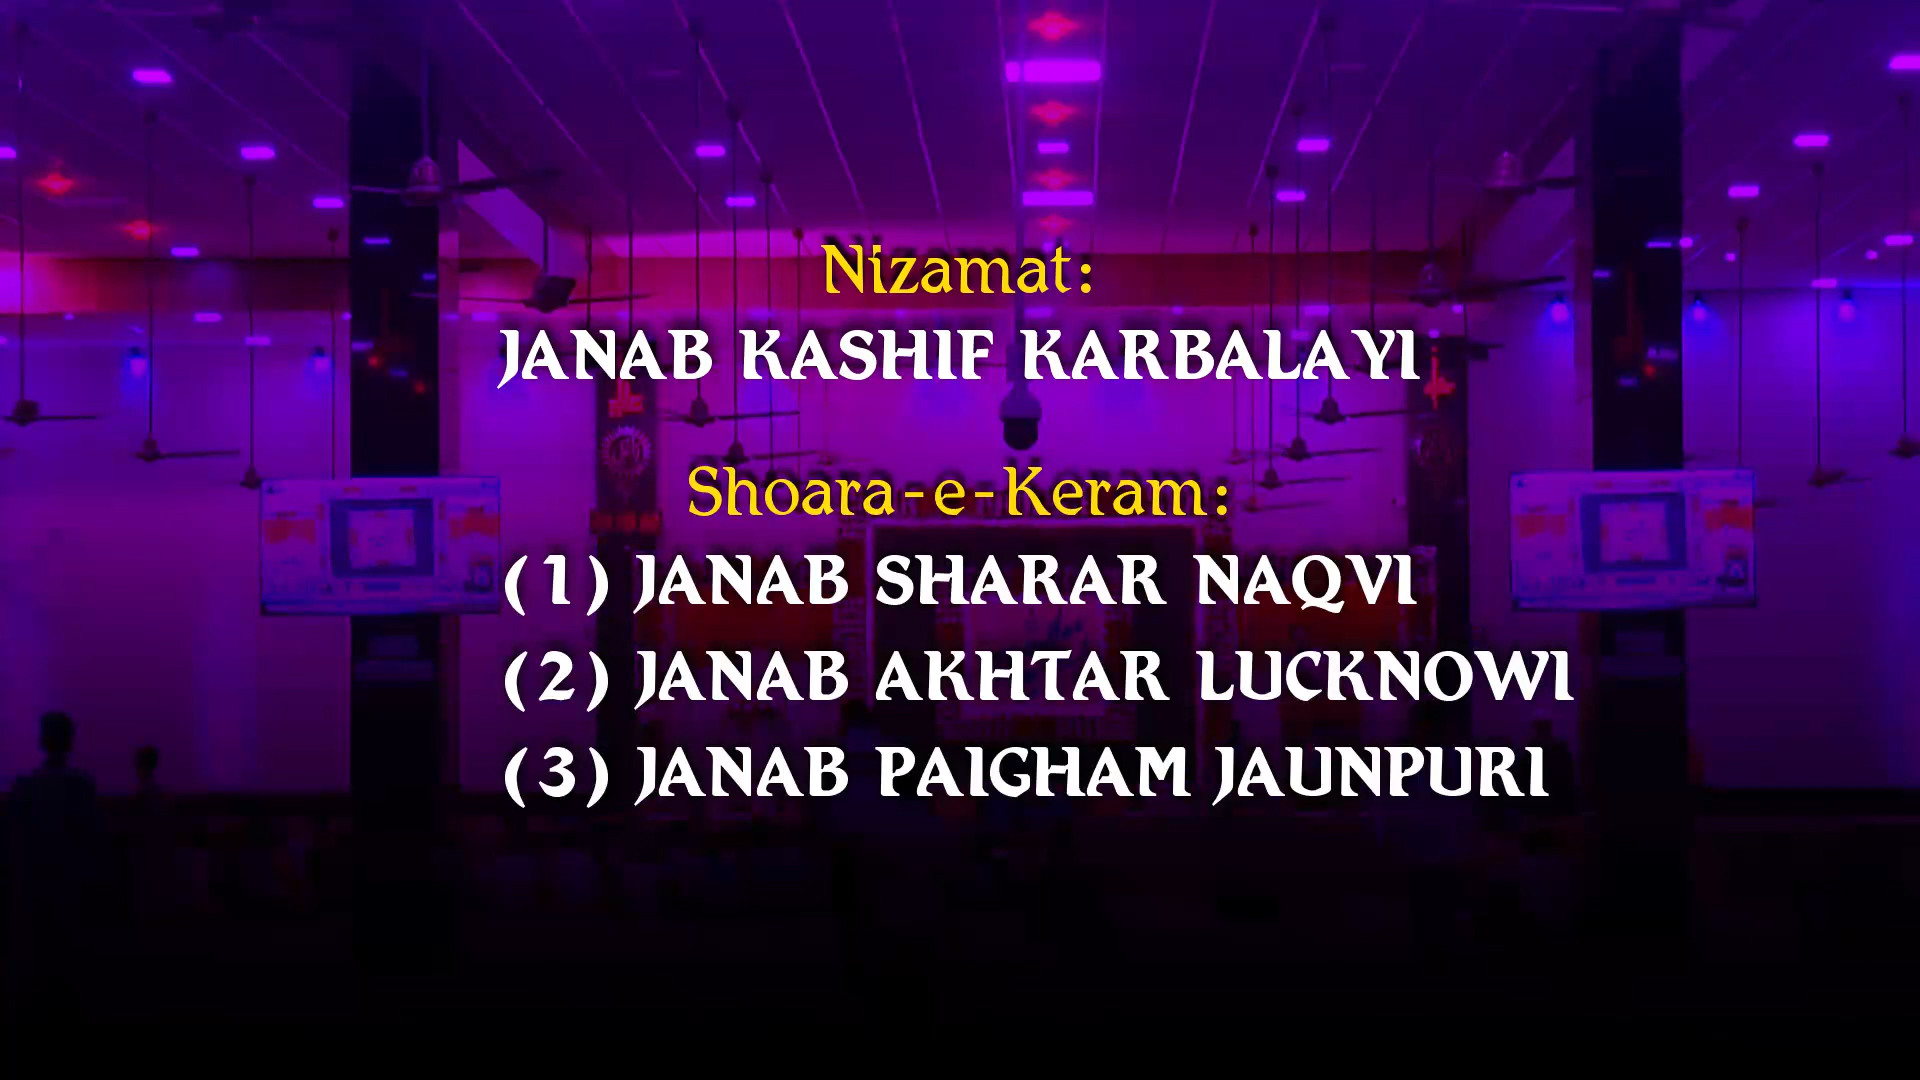 Nizamat:
JANAB KASHIF KARBALAYI
Shoara-e-Keram:
(1) JANAB SHARAR NAQVI
(2) JANAB AKHTAR LUCKNOWI
(3) JANAB PAIGHAM JAUNPURI